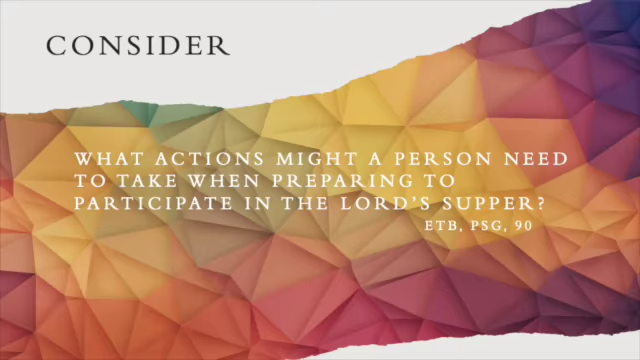 CONSIDER
WHAT ACTIONS MIGHT A PERSON NEED
TO TAKE WHEN PREPARING TO
PARTICIPATE IN THE LORD’S SUPPER?
ETB, PSG, 90